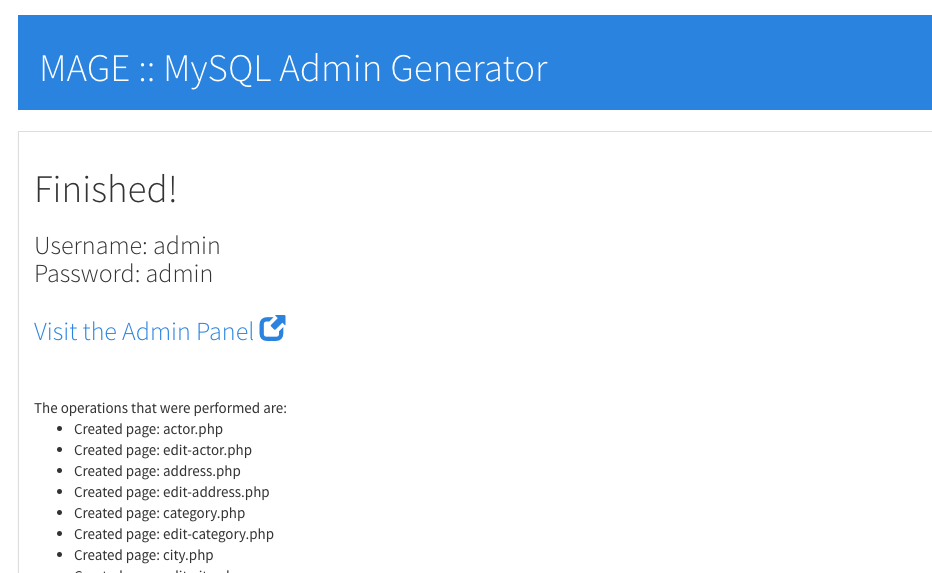 MAGE :: MySQL Admin Generator
Finished!
Username: admin
Password: admin
Visit the Admin Panel
The operations that were performed are:
Created page: actor.php
Created page: edit-actor.php
Created page: address.php
Created page: edit-address.php
Created page: category.php
Created page: edit-category.php
Created page: city.php